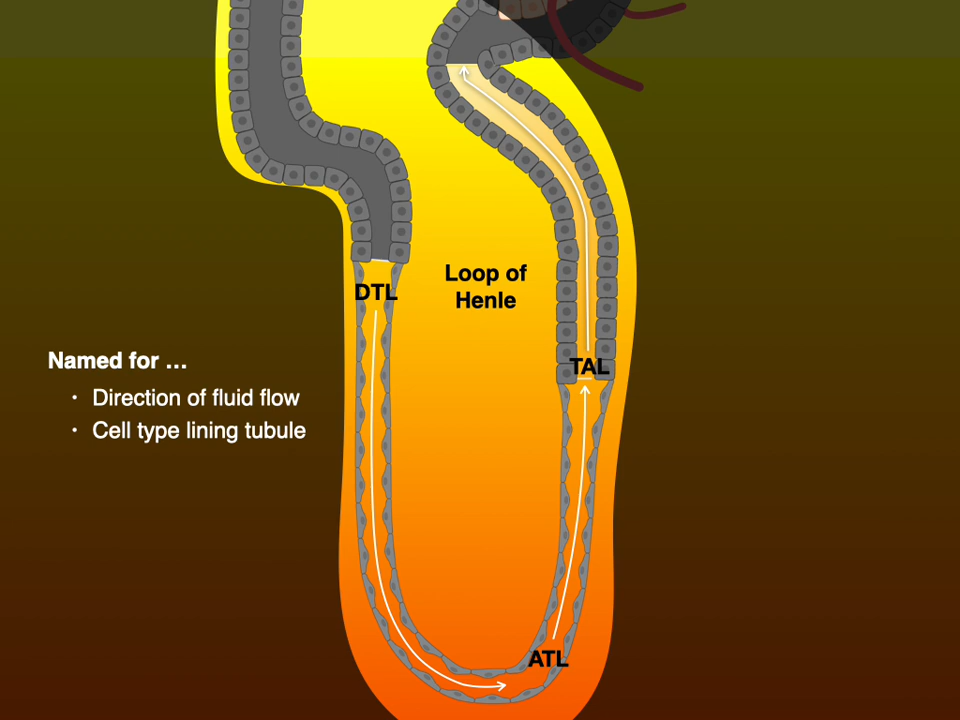 DTL
Loop of
Henle
Named for ...
• Direction of fluid flow
• Cell type lining tubule
TAL
ATL